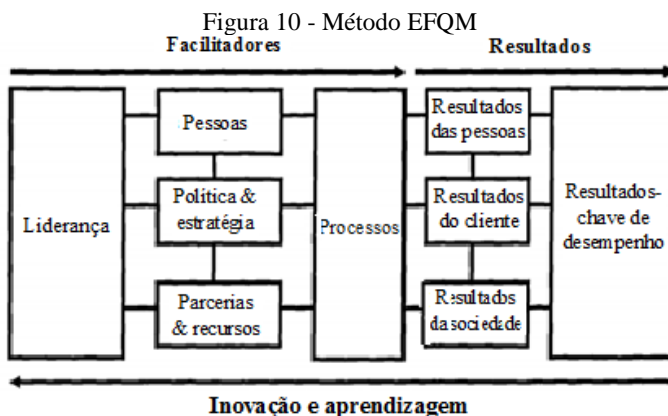 Figura 10 - Método EFQM
Facilitadores
Resultados
Liderança
Pessoas
Política &
estratégia
Parcerias
& recursos
Processos
Resultados
das pessoas
Resultados
do cliente
Resultados
da sociedade
Resultados-
chave de
desempenho
Inovação e aprendizagem